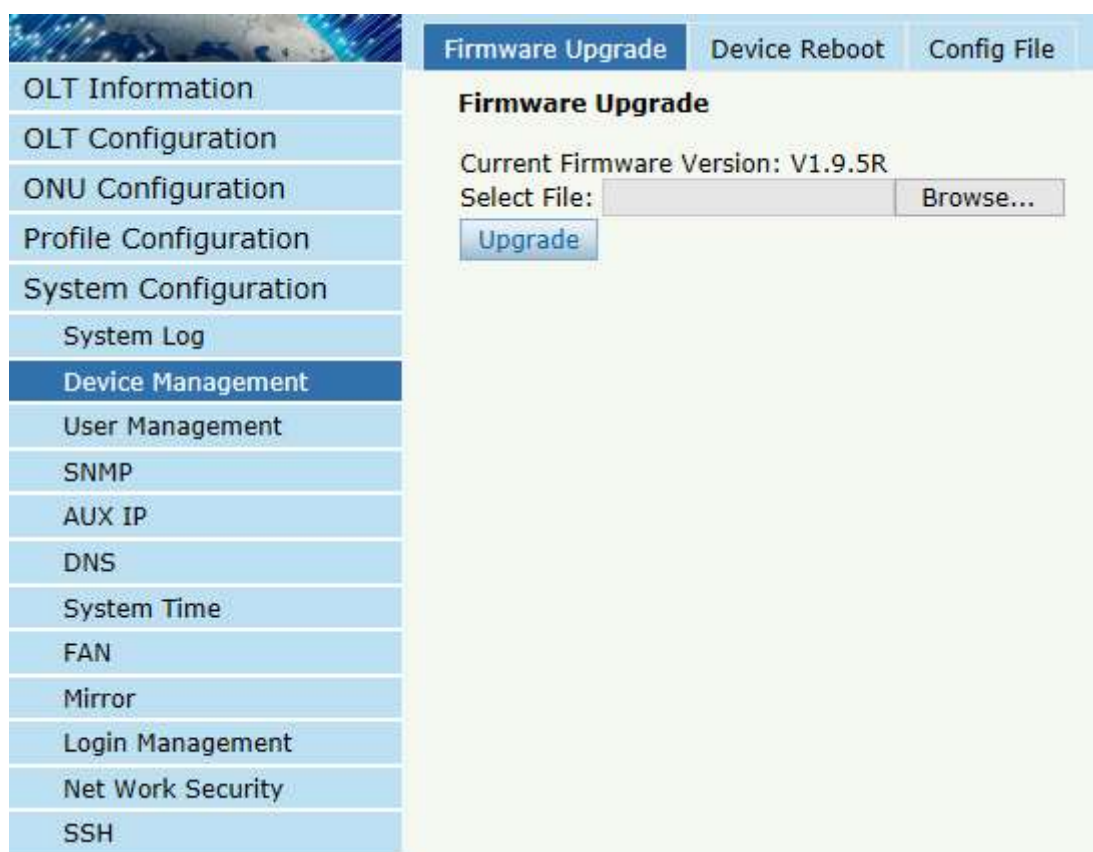 Firmware Upgrade
Device Reboot
Config File
OLT Information
OLT Configuration
ONU Configuration
Profile Configuration
System Configuration
System Log
Device Management
User Management
SNMP
AUX IP
DNS
System Time
FAN
Mirror
Login Management
Net Work Security
SSH
Firmware Upgrade
Current Firmware Version: V1.9.5R
Select File:
Browse...
Upgrade